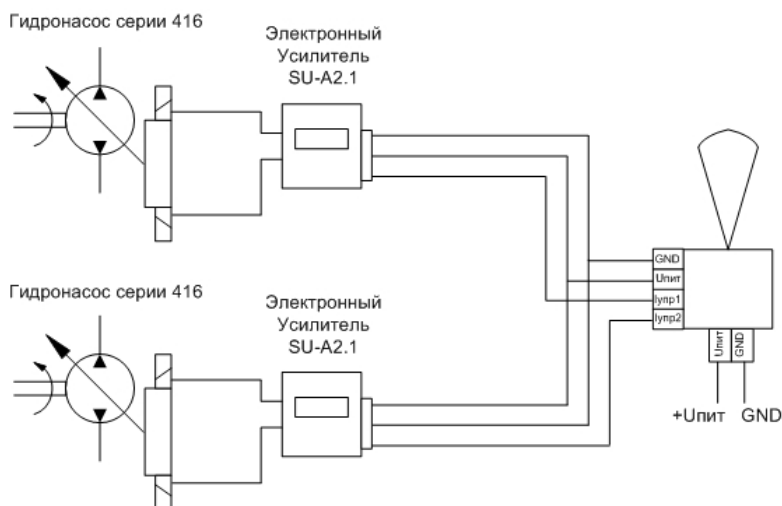 Гидронасос серии 416
Электронный
Усилитель
SU-A2.1
GND
Uпит
Iупр1
Iупр2
Uпит
GND
+Uпит GND
Гидронасос серии 416
Электронный
Усилитель
SU-A2.1